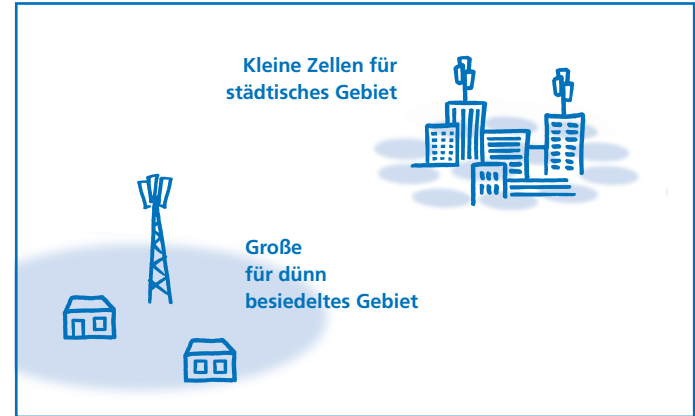 Kleine Zellen für
städtisches Gebiet
Große
für dünn
besiedeltes Gebiet